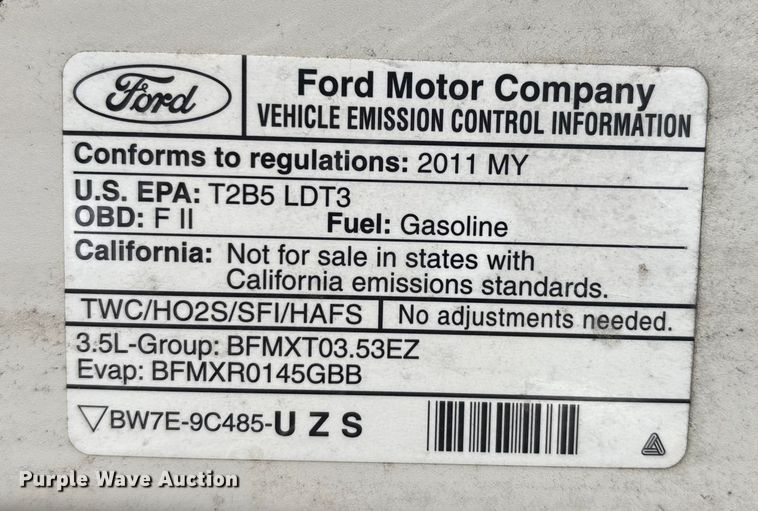 Ford
Ford Motor Company
VEHICLE EMISSION CONTROL INFORMATION
Conforms to regulations: 2011 MY
U.S. EPA: T2B5 LDT3
OBD: F II Fuel: Gasoline
California: Not for sale in states with
California emissions standards.
TWC/HO2S/SFI/HAFS No adjustments needed.
3.5L-Group: BFMXT03.53EZ
Evap: BFMXR0145GBB
▽BW7E-9C485-U Z S
Purple Wave Auction